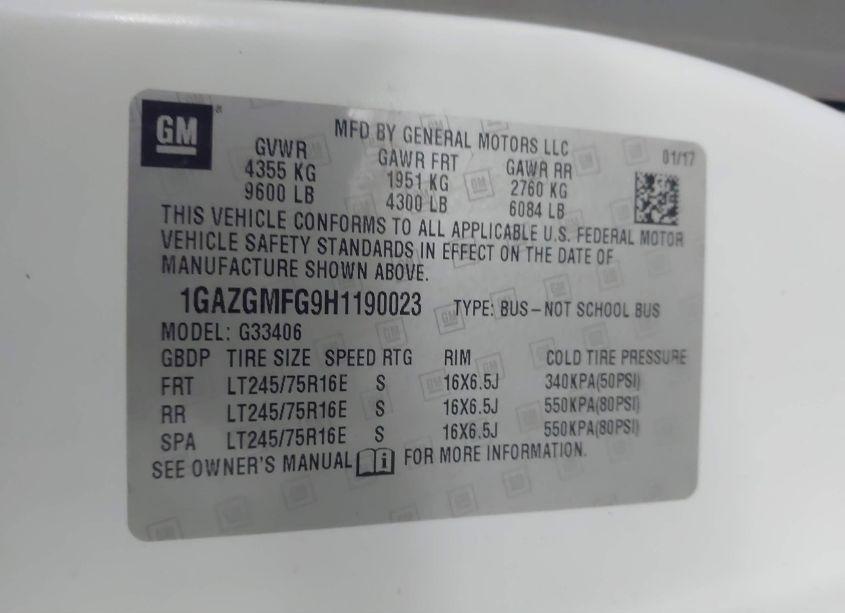 GM
MFD BY GENERAL MOTORS LLC
01/17
GVWR GAWR FRT GAWR RR
4355 KG 1951 KG 2760 KG
9600 LB 4300 LB 6084 LB
THIS VEHICLE CONFORMS TO ALL APPLICABLE U.S. FEDERAL MOTOR
VEHICLE SAFETY STANDARDS IN EFFECT ON THE DATE OF
MANUFACTURE SHOWN ABOVE.
1GAZGMFG9H1190023 TYPE: BUS–NOT SCHOOL BUS
MODEL: G33406
GBDP TIRE SIZE SPEED RTG RIM COLD TIRE PRESSURE
FRT LT245/75R16E S 16X6.5J 340KPA(50PSI)
RR LT245/75R16E S 16X6.5J 550KPA(80PSI)
SPA LT245/75R16E S 16X6.5J 550KPA(80PSI)
SEE OWNER'S MANUAL i FOR MORE INFORMATION.